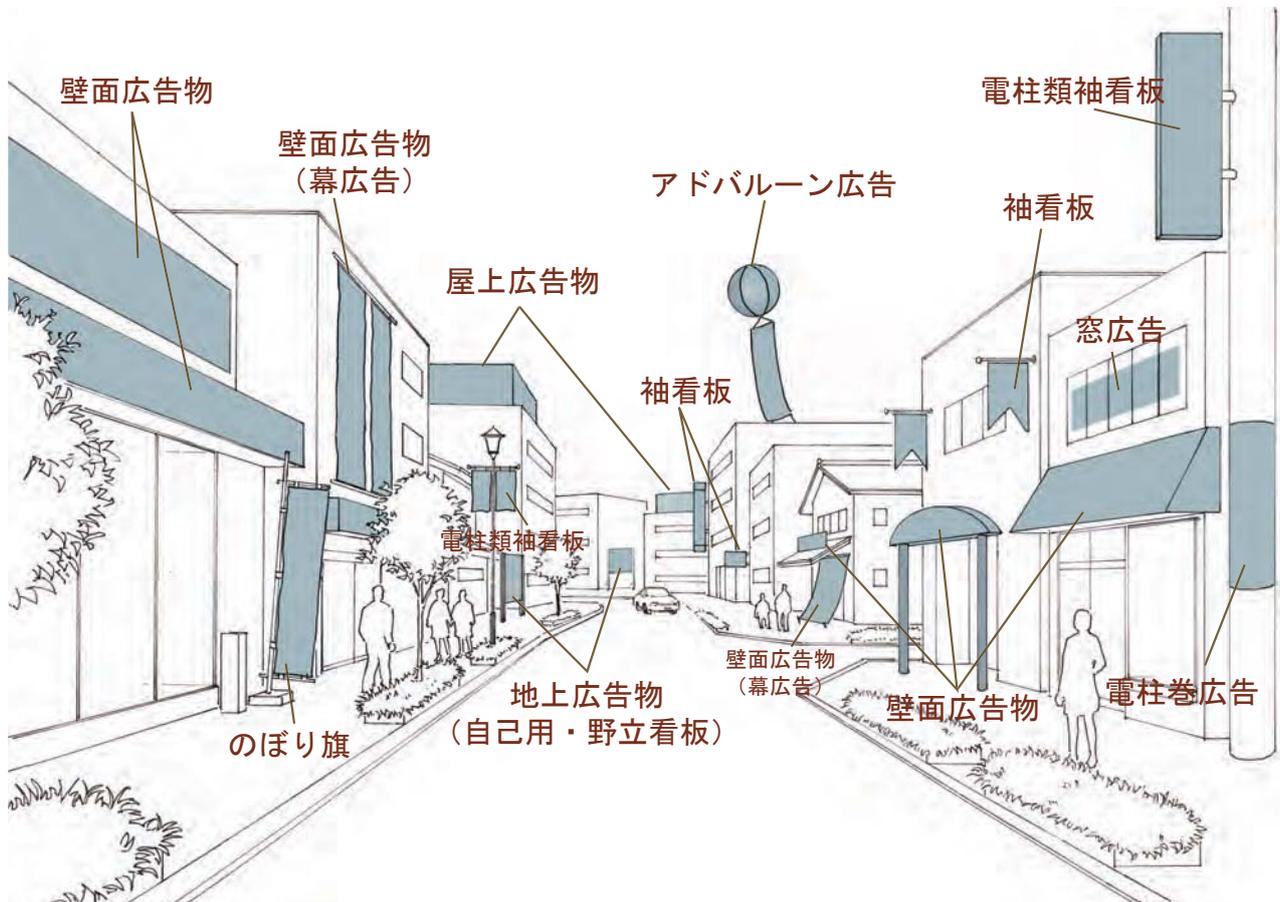 壁面広告物
電柱類袖看板
壁面広告物
（幕広告）
アドバルーン広告
袖看板
屋上広告物
窓広告
袖看板
電柱類袖看板
壁面広告物
（幕広告）
地上広告物
（自己用・野立看板）
壁面広告物
電柱巻広告
のぼり旗